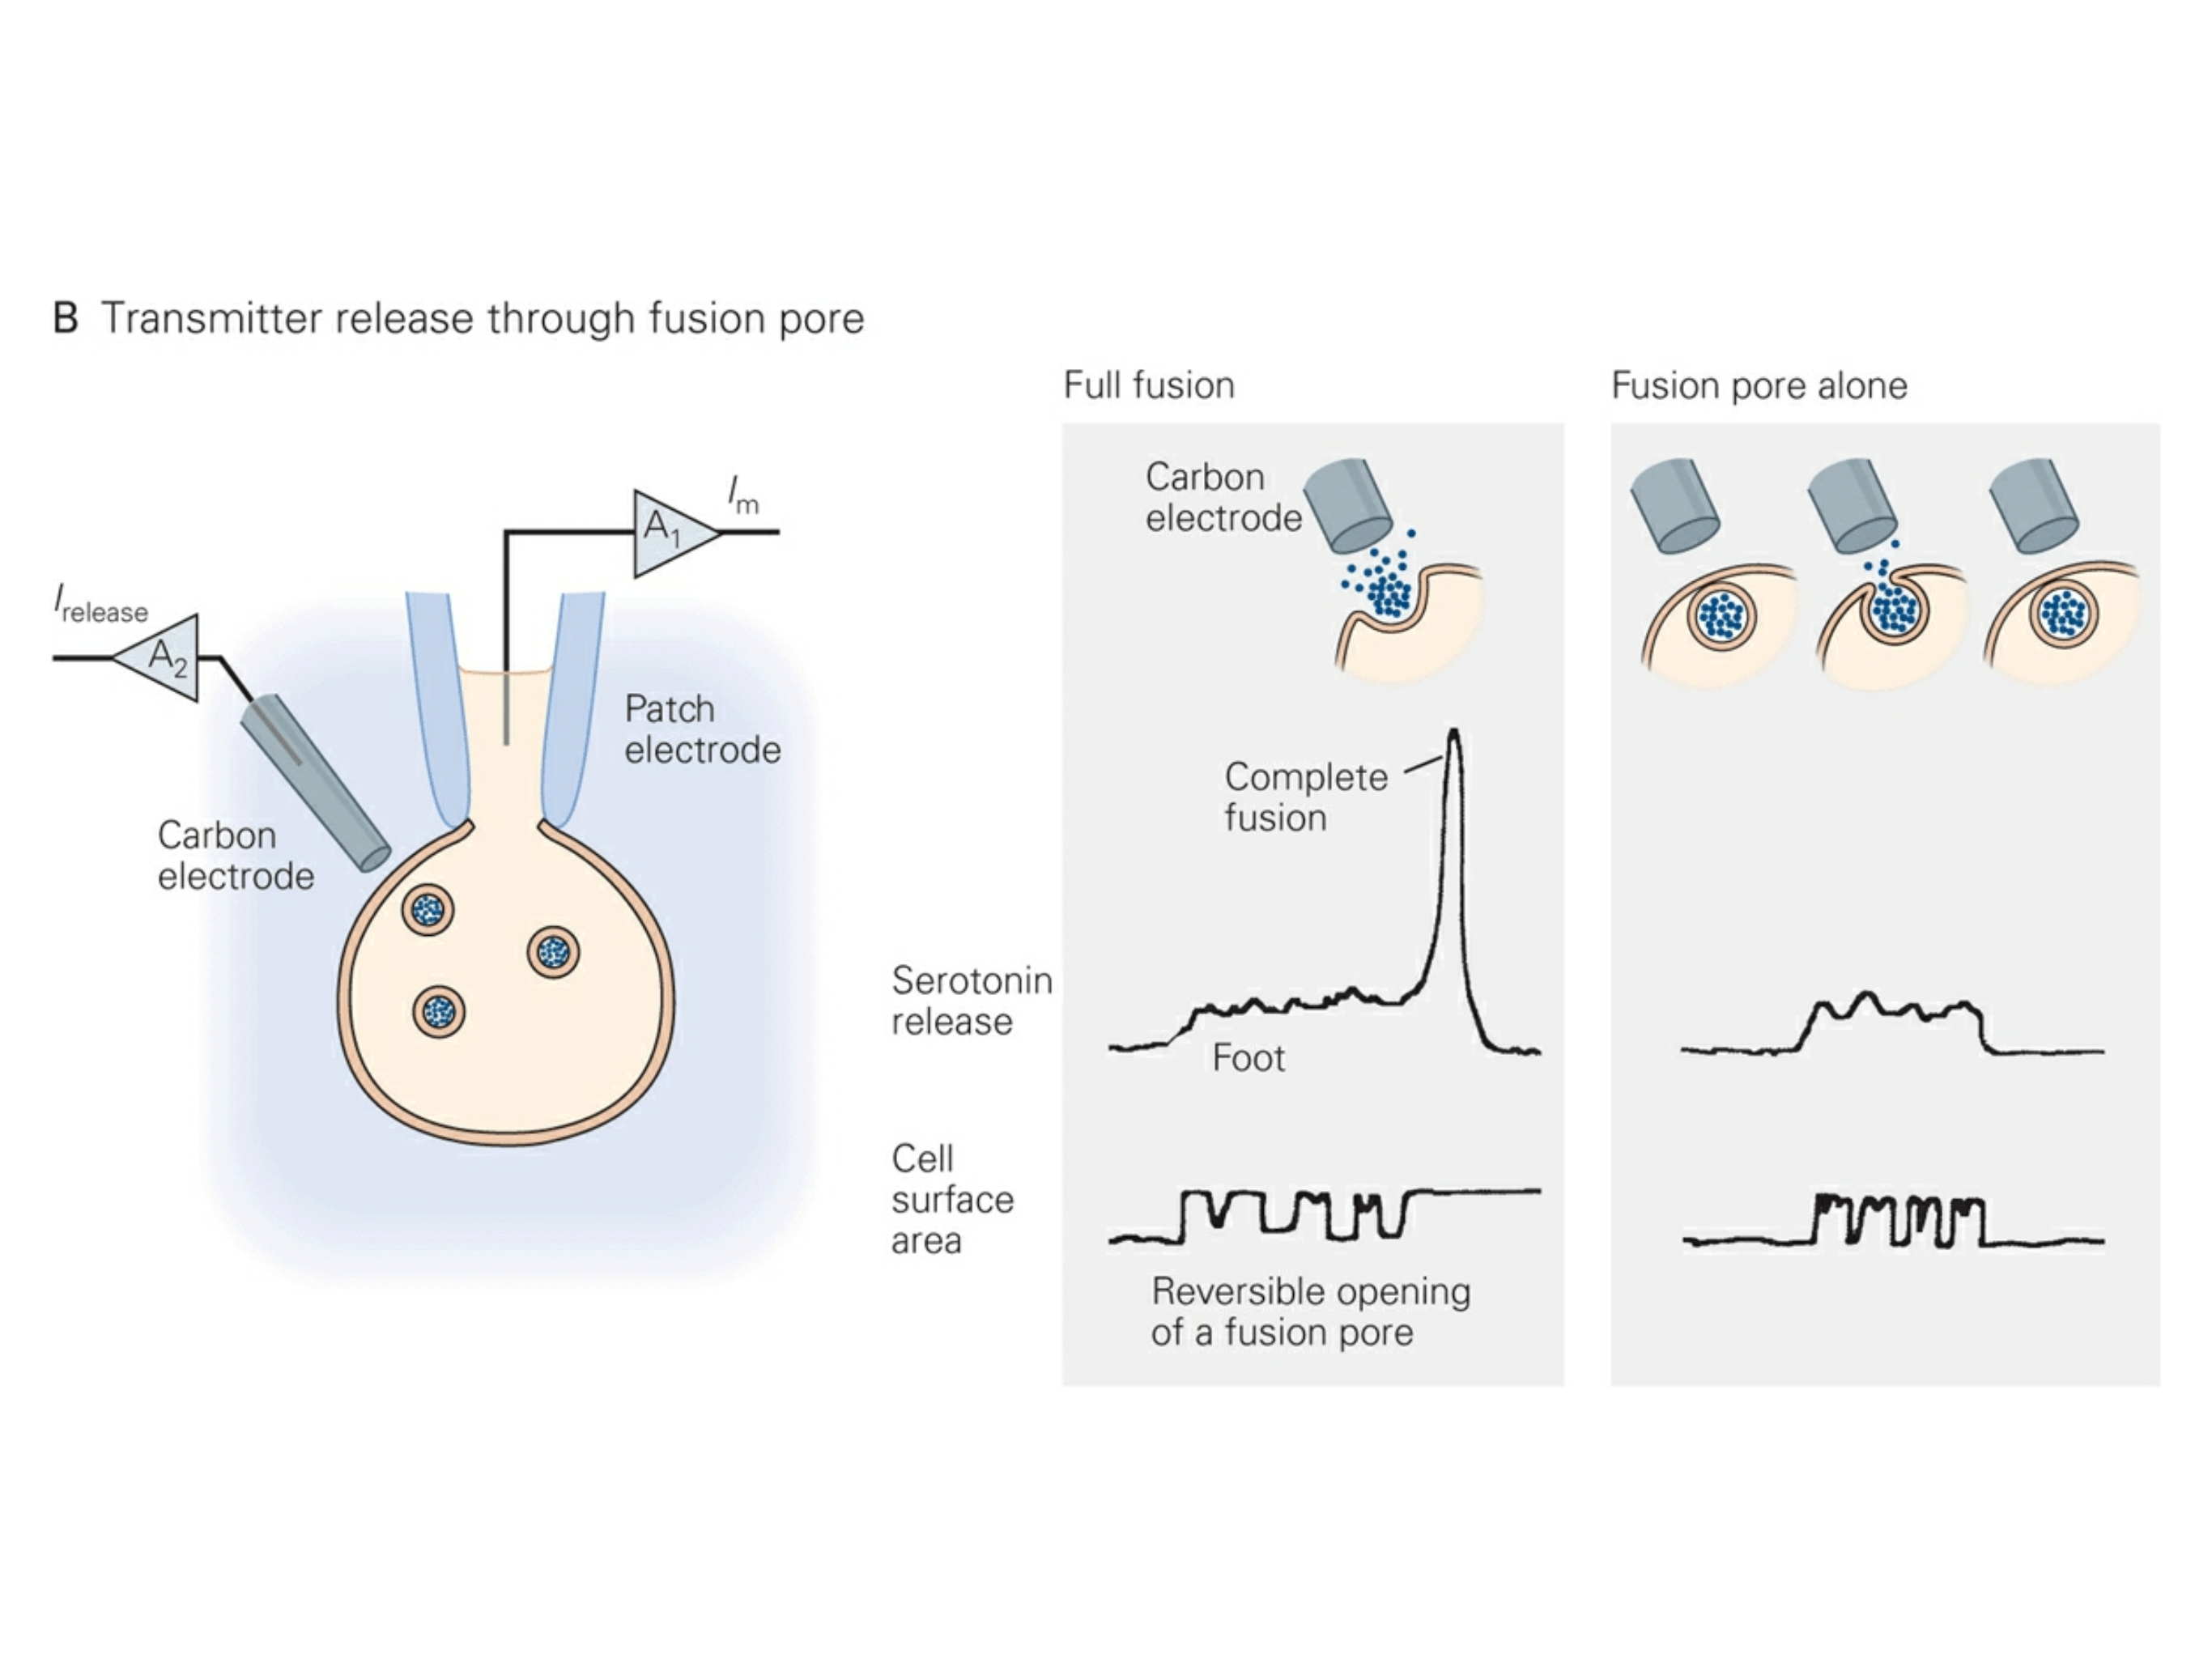 B Transmitter release through fusion pore
Full fusion
Fusion pore alone
Carbon
electrode
Im
A1
Irelease
A2
Patch
electrode
Carbon
electrode
Complete
fusion
Serotonin
release
Foot
Cell
surface
area
Reversible opening
of a fusion pore